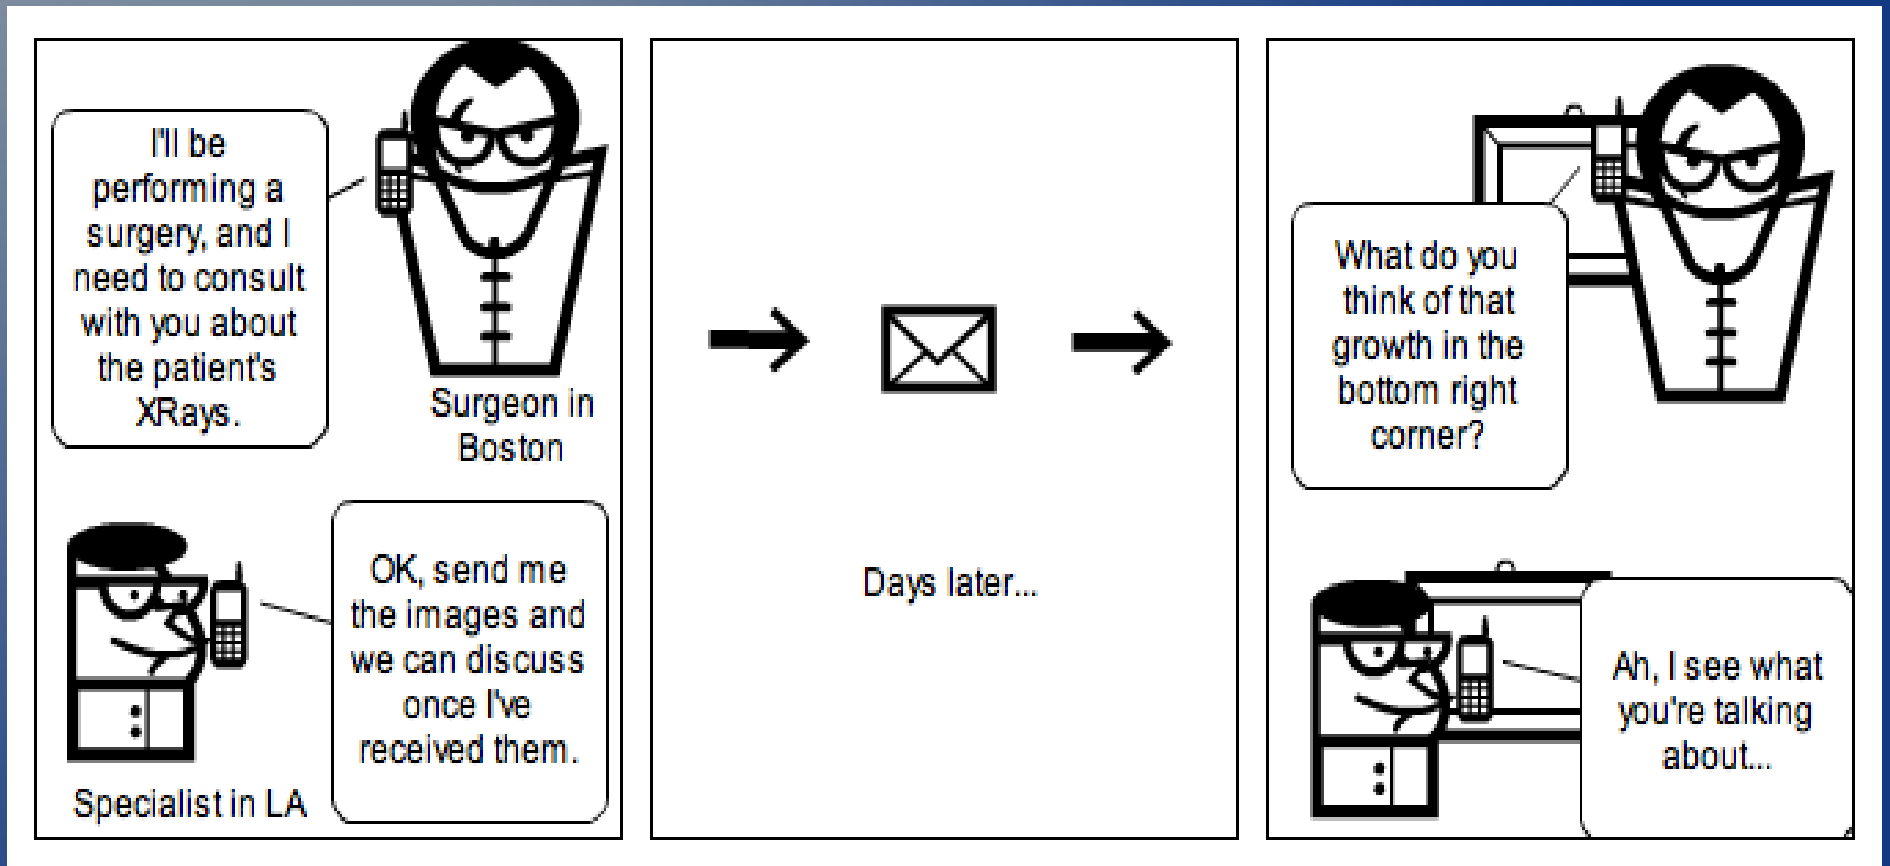 I'll be
performing a
surgery, and I
need to consult
with you about
the patient's
XRays.
Surgeon in
Boston
OK, send me
the images and
we can discuss
once I've
received them.
Specialist in LA
Days later...
What do you
think of that
growth in the
bottom right
corner?
Ah, I see what
you're talking
about...